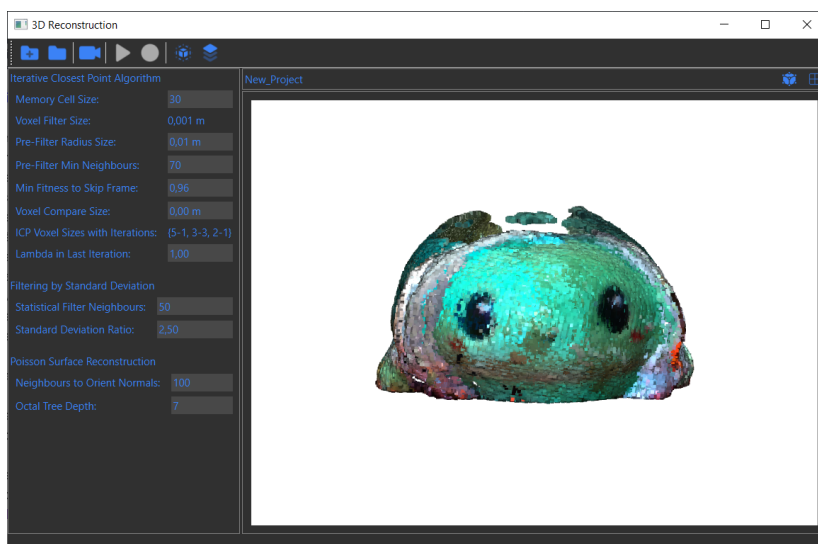 3D Reconstruction
Iterative Closest Point Algorithm
New_Project
Memory Cell Size: 30
Voxel Filter Size: 0,001 m
Pre-Filter Radius Size: 0,01 m
Pre-Filter Min Neighbours: 70
Min Fitness to Skip Frame: 0,96
Voxel Compare Size: 0,00 m
ICP Voxel Sizes with Iterations: {5-1, 3-3, 2-1}
Lambda in Last Iteration: 1,00
Filtering by Standard Deviation
Statistical Filter Neighbours: 50
Standard Deviation Ratio: 2,50
Poisson Surface Reconstruction
Neighbours to Orient Normals: 100
Octal Tree Depth: 7